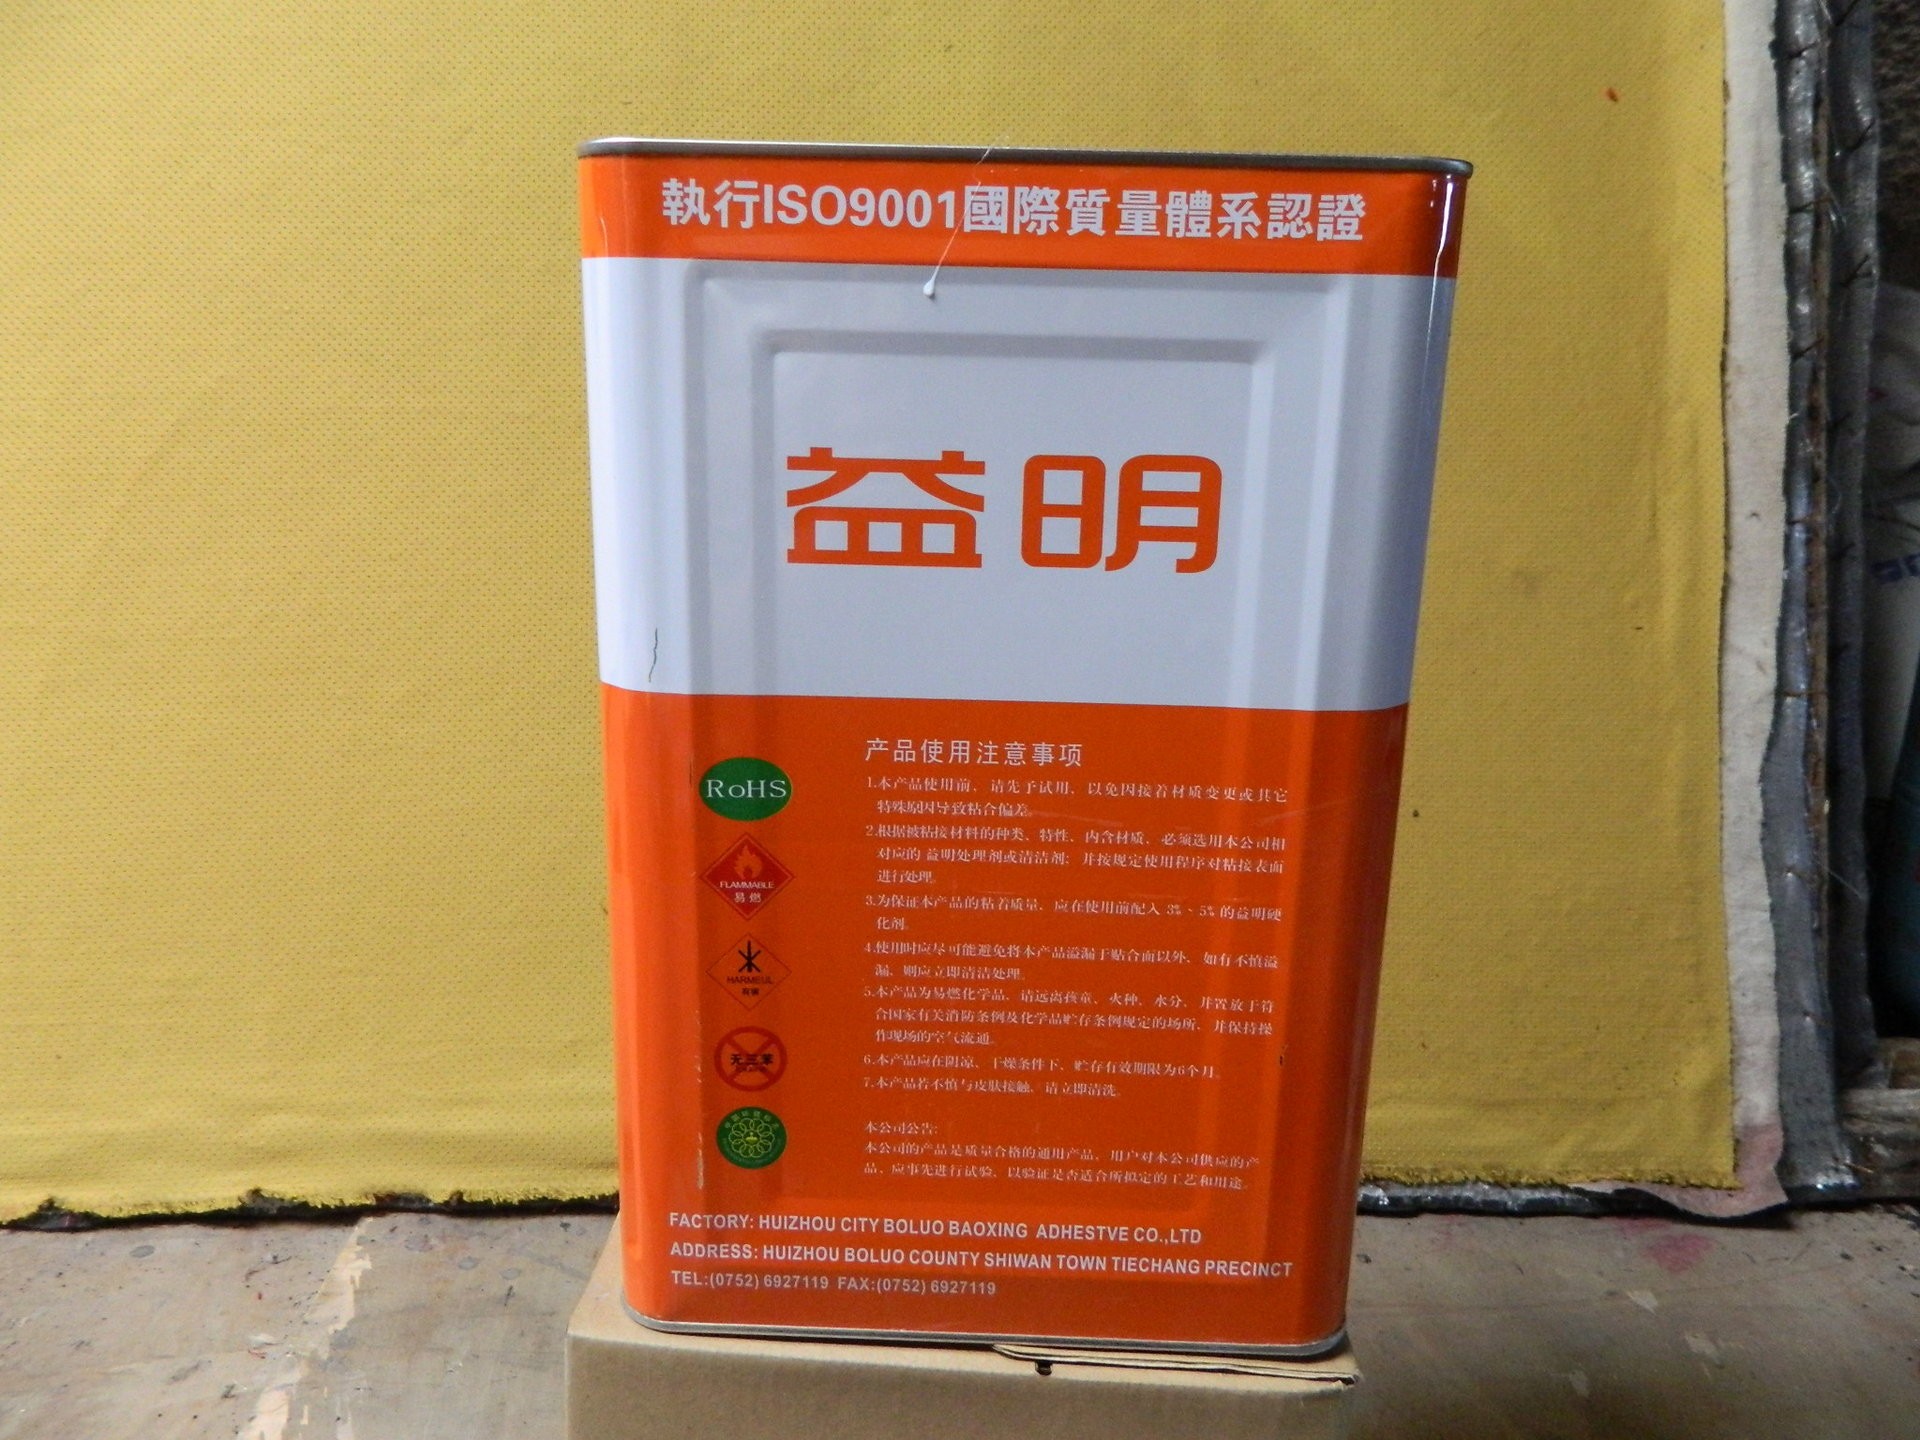 執行ISO9001國際質量體系認證
益明
产品使用注意事项
1.本产品使用前、请先予试用、以免因接着材质变更或其它
特殊原因导致粘合偏差。
2.根据被粘接材料的种类、特性、内含材质、必须选用本公司相
对应的 益明处理剂或清洁剂；并按规定使用程序对粘接表面
进行处理。
3.为保证本产品的粘着质量、应在使用前配入 3%、5% 的益明硬
化剂。
4.使用时应尽可能避免将本产品溢漏于贴合面以外、如有不慎溢
漏、则应立即清洁处理。
5.本产品为易燃化学品、请远离孩童、火种、水分、并置放于符
合国家有关消防条例及化学品贮存条例规定的场所、并保持操
作现场的空气流通。
6.本产品应在阴凉、干燥条件下、贮存有效期限为6个月。
7.本产品若不慎与皮肤接触、请立即清洗。
本公司公告:
本公司的产品是质量合格的通用产品、用户对本公司供应的产
品、应事先进行试验、以验证是否适合所拟定的工艺和用途。
RoHS
FLAMMABLE
易燃
HARMFUL
有害
无三苯
FACTORY: HUIZHOU CITY BOLUO BAOXING ADHESTVE CO.,LTD
ADDRESS: HUIZHOU BOLUO COUNTY SHIWAN TOWN TIECHANG PRECINCT
TEL:(0752) 6927119 FAX:(0752) 6927119